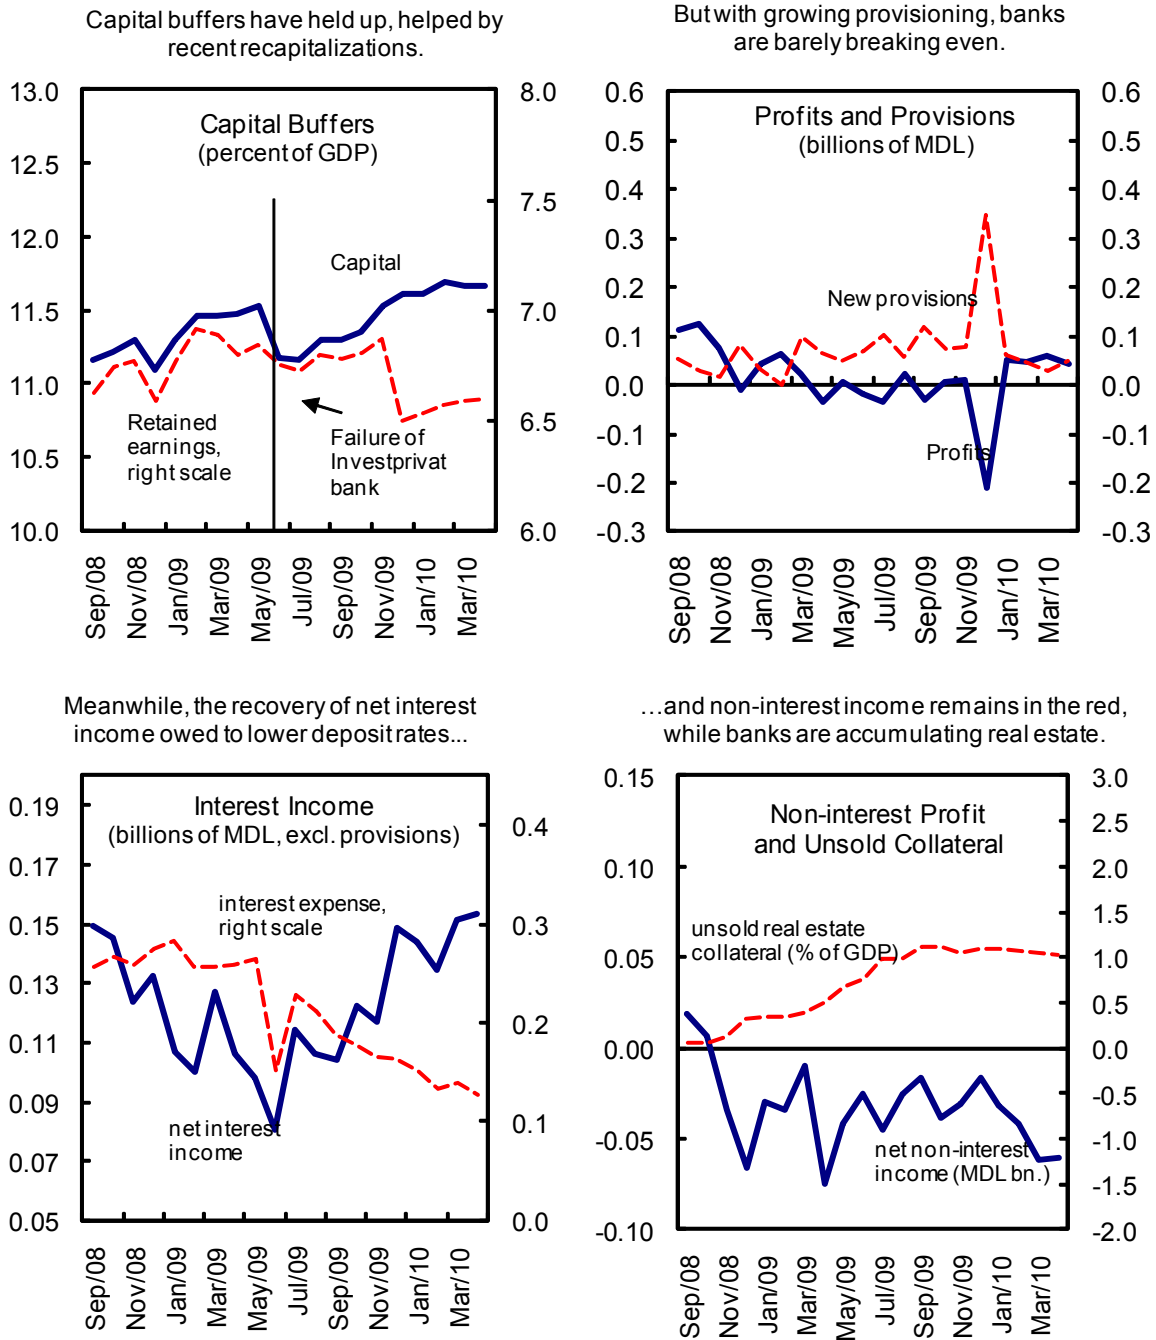 Capital buffers have held up, helped by
recent recapitalizations.
13.0
12.5
12.0
11.5
11.0
10.5
10.0
8.0
7.5
7.0
6.5
6.0
Capital Buffers
(percent of GDP)
Capital
Retained
earnings,
right scale
Failure of
Investprivat
bank
Sep/08
Nov/08
Jan/09
Mar/09
May/09
Jul/09
Sep/09
Nov/09
Jan/10
Mar/10
But with growing provisioning, banks
are barely breaking even.
0.6
0.5
0.4
0.3
0.2
0.1
0.0
-0.1
-0.2
-0.3
0.6
0.5
0.4
0.3
0.2
0.1
0.0
-0.1
-0.2
-0.3
Profits and Provisions
(billions of MDL)
New provisions
Profits
Sep/08
Nov/08
Jan/09
Mar/09
May/09
Jul/09
Sep/09
Nov/09
Jan/10
Mar/10
Meanwhile, the recovery of net interest
income owed to lower deposit rates...
0.19
0.17
0.15
0.13
0.11
0.09
0.07
0.05
0.4
0.3
0.2
0.1
0.0
Interest Income
(billions of MDL, excl. provisions)
interest expense,
right scale
net interest
income
Sep/08
Nov/08
Jan/09
Mar/09
May/09
Jul/09
Sep/09
Nov/09
Jan/10
Mar/10
…and non-interest income remains in the red,
while banks are accumulating real estate.
0.15
0.10
0.05
0.00
-0.05
-0.10
3.0
2.5
2.0
1.5
1.0
0.5
0.0
-0.5
-1.0
-1.5
-2.0
Non-interest Profit
and Unsold Collateral
unsold real estate
collateral (% of GDP)
net non-interest
income (MDL bn.)
Sep/08
Nov/08
Jan/09
Mar/09
May/09
Jul/09
Sep/09
Nov/09
Jan/10
Mar/10